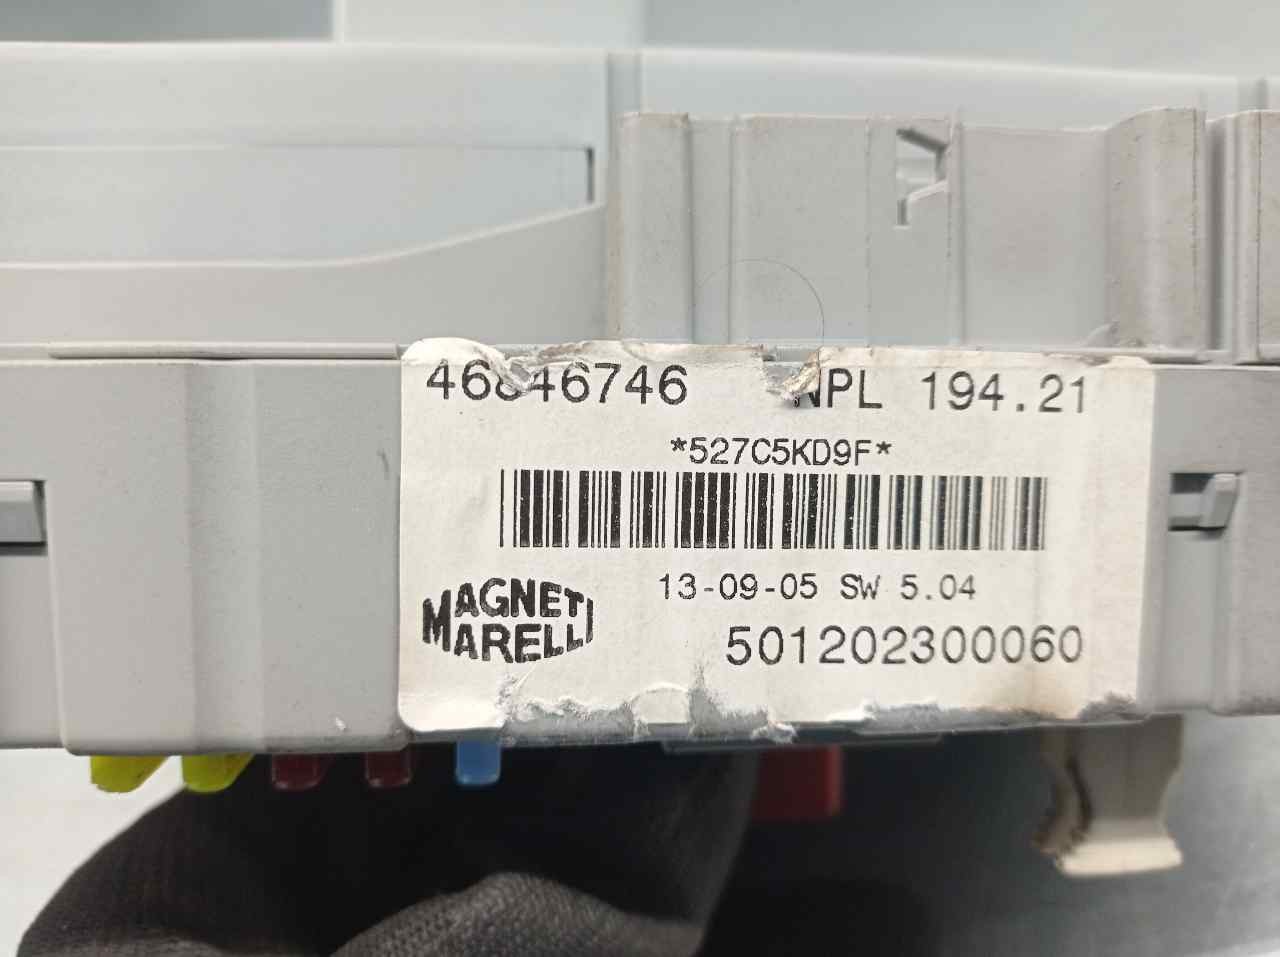 46846746 NPL 194.21
*527C5KD9F*
13-09-05 SW 5.04
MAGNETI
MARELLI
501202300060